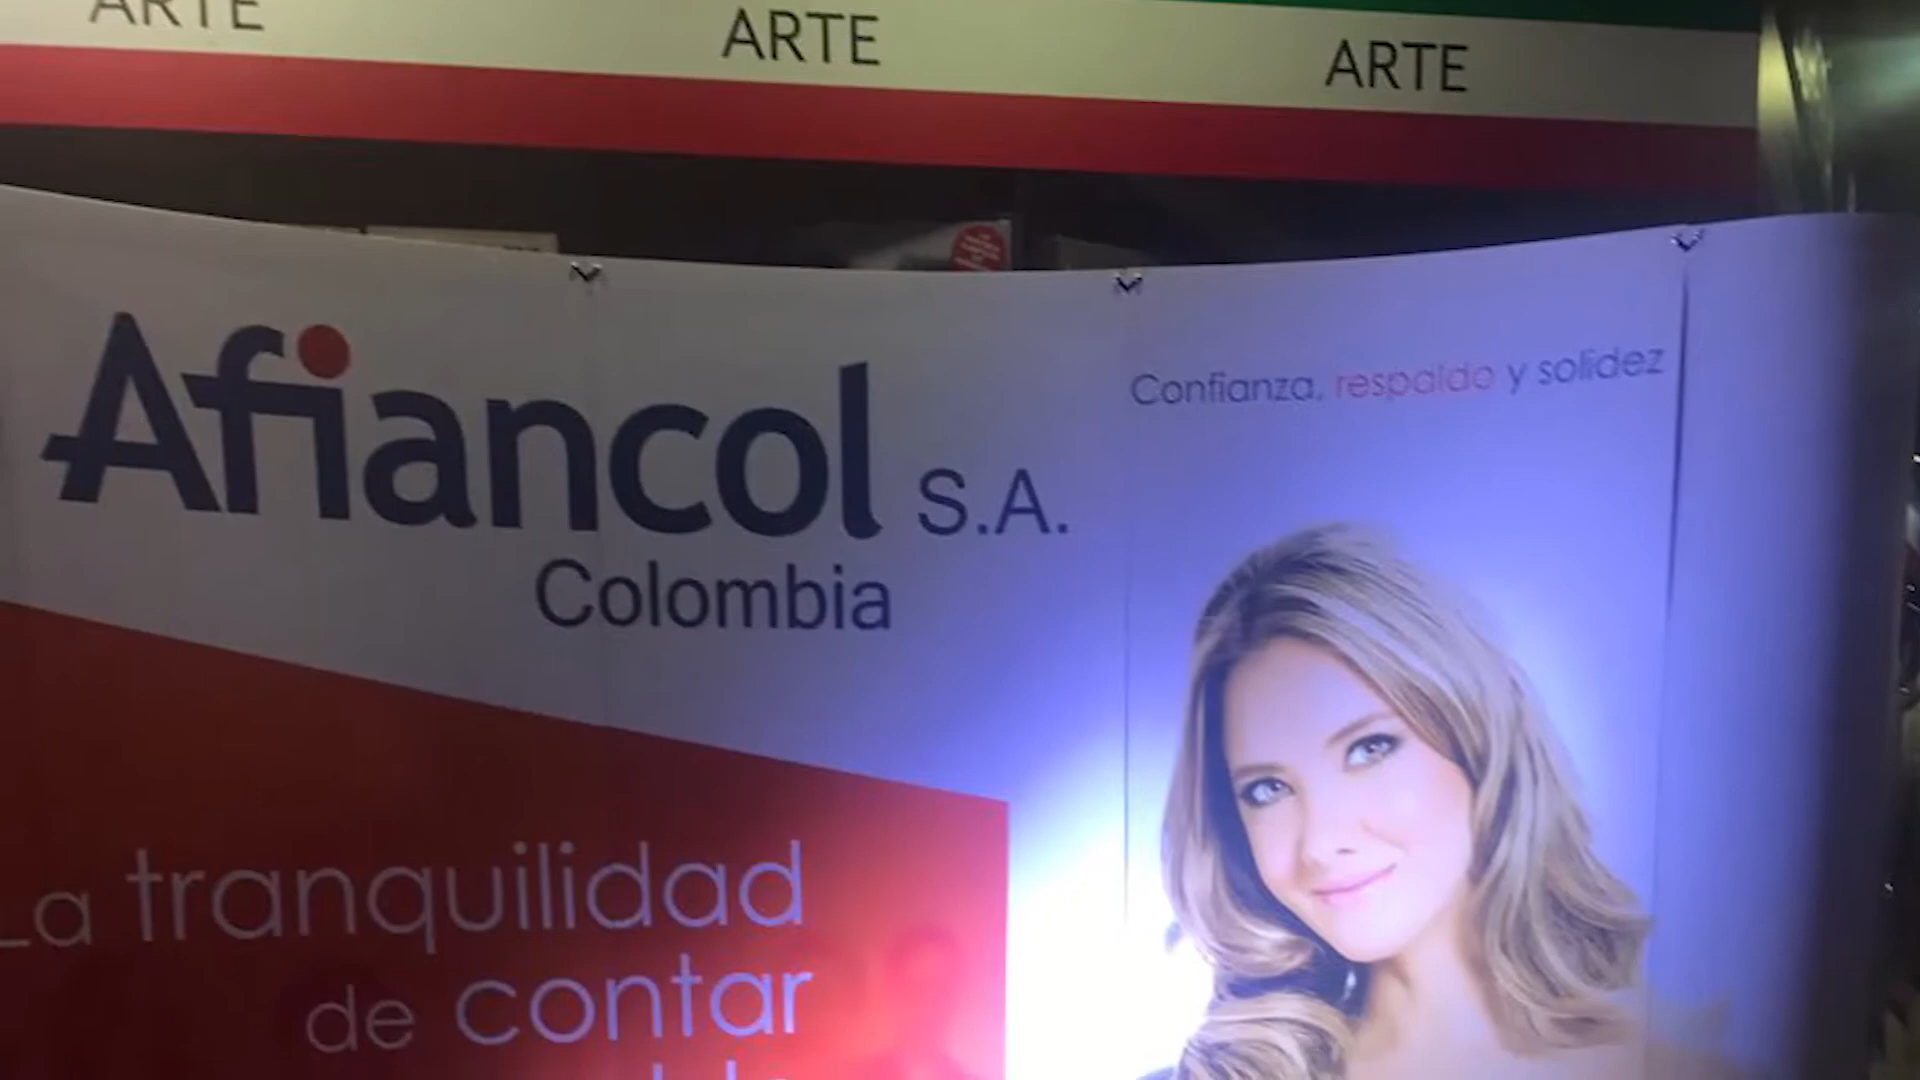 ARTE ARTE ARTE
Afiancol S.A.
Colombia
Confianza, respaldo y solidez
La tranquilidad
de contar